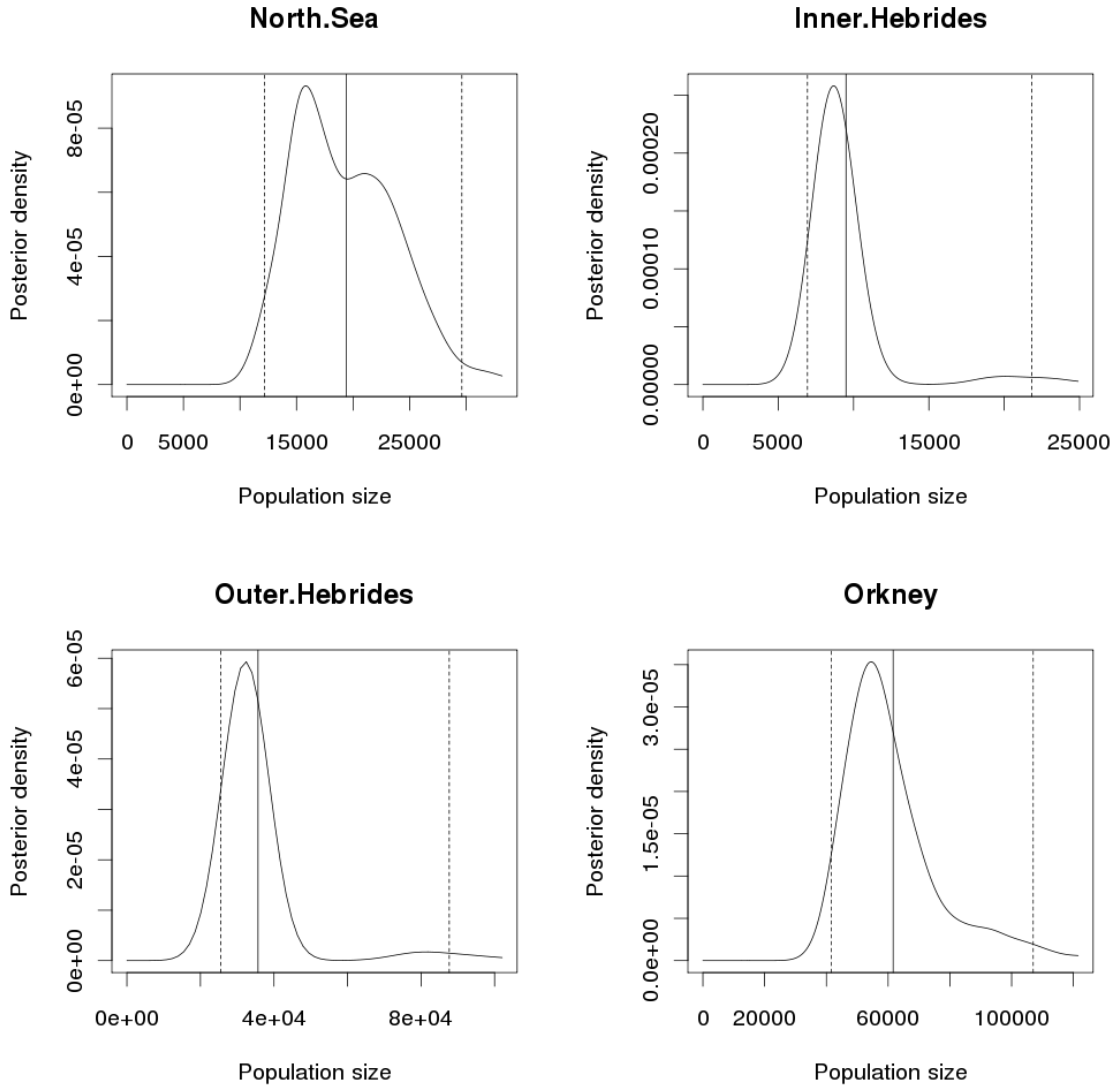 North.Sea
Posterior density
0e+00 4e-05 8e-05
0 5000 15000 25000
Population size
Inner.Hebrides
Posterior density
0.00000 0.00010 0.00020
0 5000 15000 25000
Population size
Outer.Hebrides
Posterior density
0e+00 2e-05 4e-05 6e-05
0e+00 4e+04 8e+04
Population size
Orkney
Posterior density
0.0e+00 1.5e-05 3.0e-05
0 20000 60000 100000
Population size